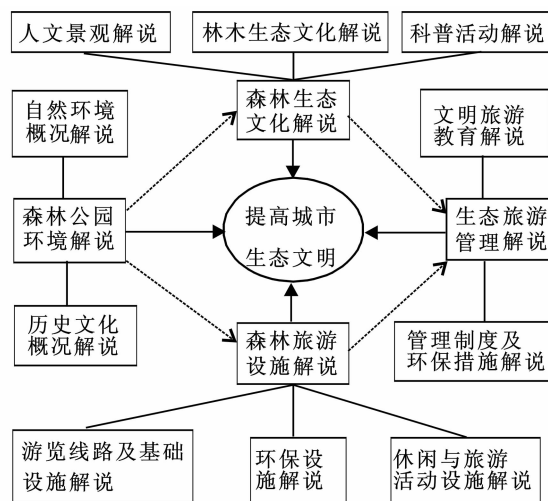 人文景观解说
林木生态文化解说
科普活动解说
自然环境
概况解说
森林生态
文化解说
文明旅游
教育解说
森林公园
环境解说
提高城市
生态文明
生态旅游
管理解说
历史文化
概况解说
森林旅游
设施解说
管理制度及
环保措施解说
游览线路及基础
设施解说
环保设
施解说
休闲与旅游
活动设施解说